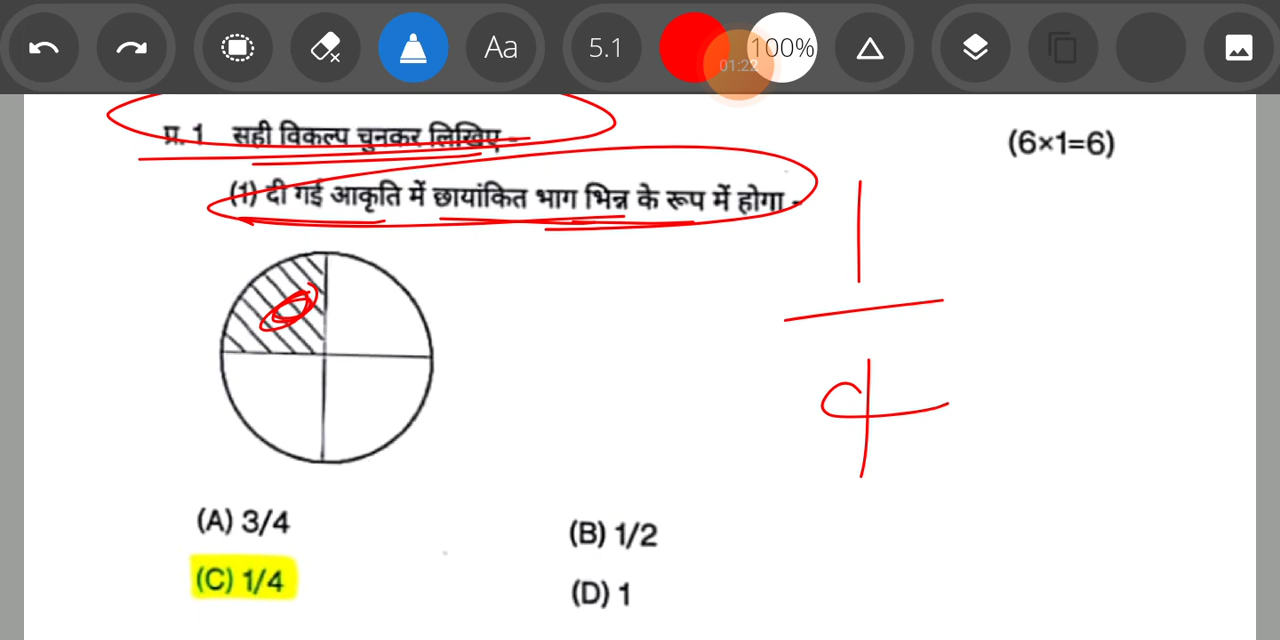 Aa 5.1 100%
01:22
प्र. 1 सही विकल्प चुनकर लिखिए - (6×1=6)
(1) दी गई आकृति में छायांकित भाग भिन्न के रूप में होगा -
1
4
(A) 3/4 (B) 1/2
(C) 1/4 (D) 1